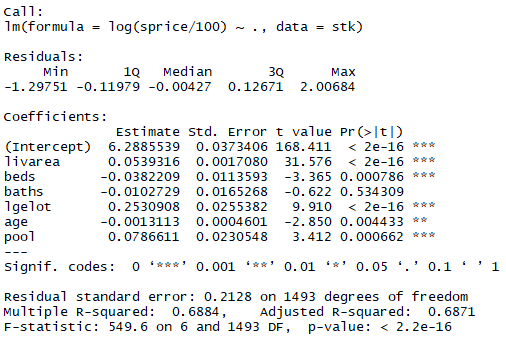 Call:
lm(formula = log(sprice/100) ~ ., data = stk)
Residuals:
Min 1Q Median 3Q Max
-1.29751 -0.11979 -0.00427 0.12671 2.00684
Coefficients:
Estimate Std. Error t value Pr(>|t|)
(Intercept) 6.2885539 0.0373406 168.411 < 2e-16 ***
livarea 0.0539316 0.0017080 31.576 < 2e-16 ***
beds -0.0382209 0.0113593 -3.365 0.000786 ***
baths -0.0102729 0.0165268 -0.622 0.534309
lgelot 0.2530908 0.0255382 9.910 < 2e-16 ***
age -0.0013113 0.0004601 -2.850 0.004433 **
pool 0.0786611 0.0230548 3.412 0.000662 ***
---
Signif. codes: 0 ‘***’ 0.001 ‘**’ 0.01 ‘*’ 0.05 ‘.’ 0.1 ‘ ’ 1
Residual standard error: 0.2128 on 1493 degrees of freedom
Multiple R-squared: 0.6884, Adjusted R-squared: 0.6871
F-statistic: 549.6 on 6 and 1493 DF, p-value: < 2.2e-16